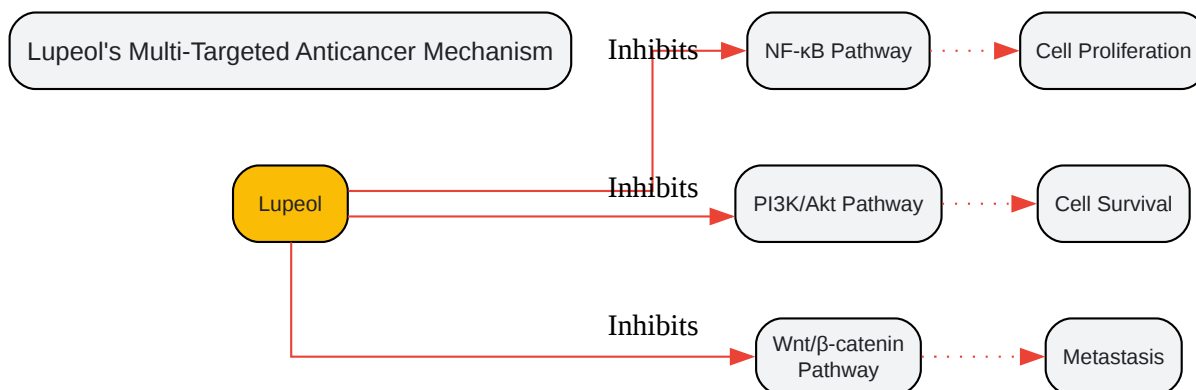 Lupeol's Multi-Targeted Anticancer Mechanism
Inhibits
NF-κB Pathway
Cell Proliferation
Lupeol
Inhibits
PI3K/Akt Pathway
Cell Survival
Inhibits
Wnt/β-catenin
Pathway
Metastasis